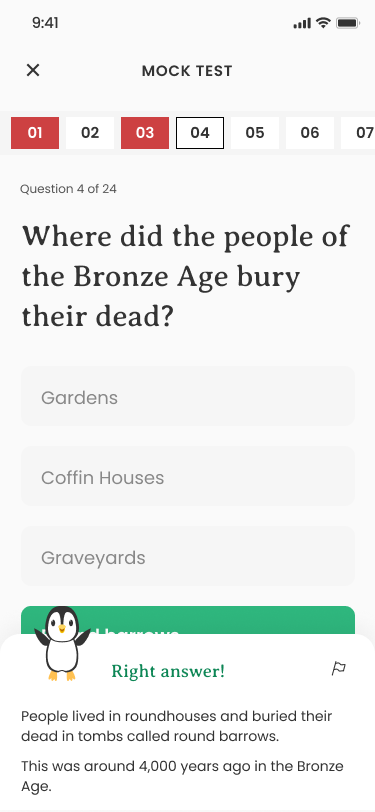 9:41
MOCK TEST
01 02 03 04 05 06 07
Question 4 of 24
Where did the people of
the Bronze Age bury
their dead?
Gardens
Coffin Houses
Graveyards
Right answer!
People lived in roundhouses and buried their
dead in tombs called round barrows.
This was around 4,000 years ago in the Bronze
Age.